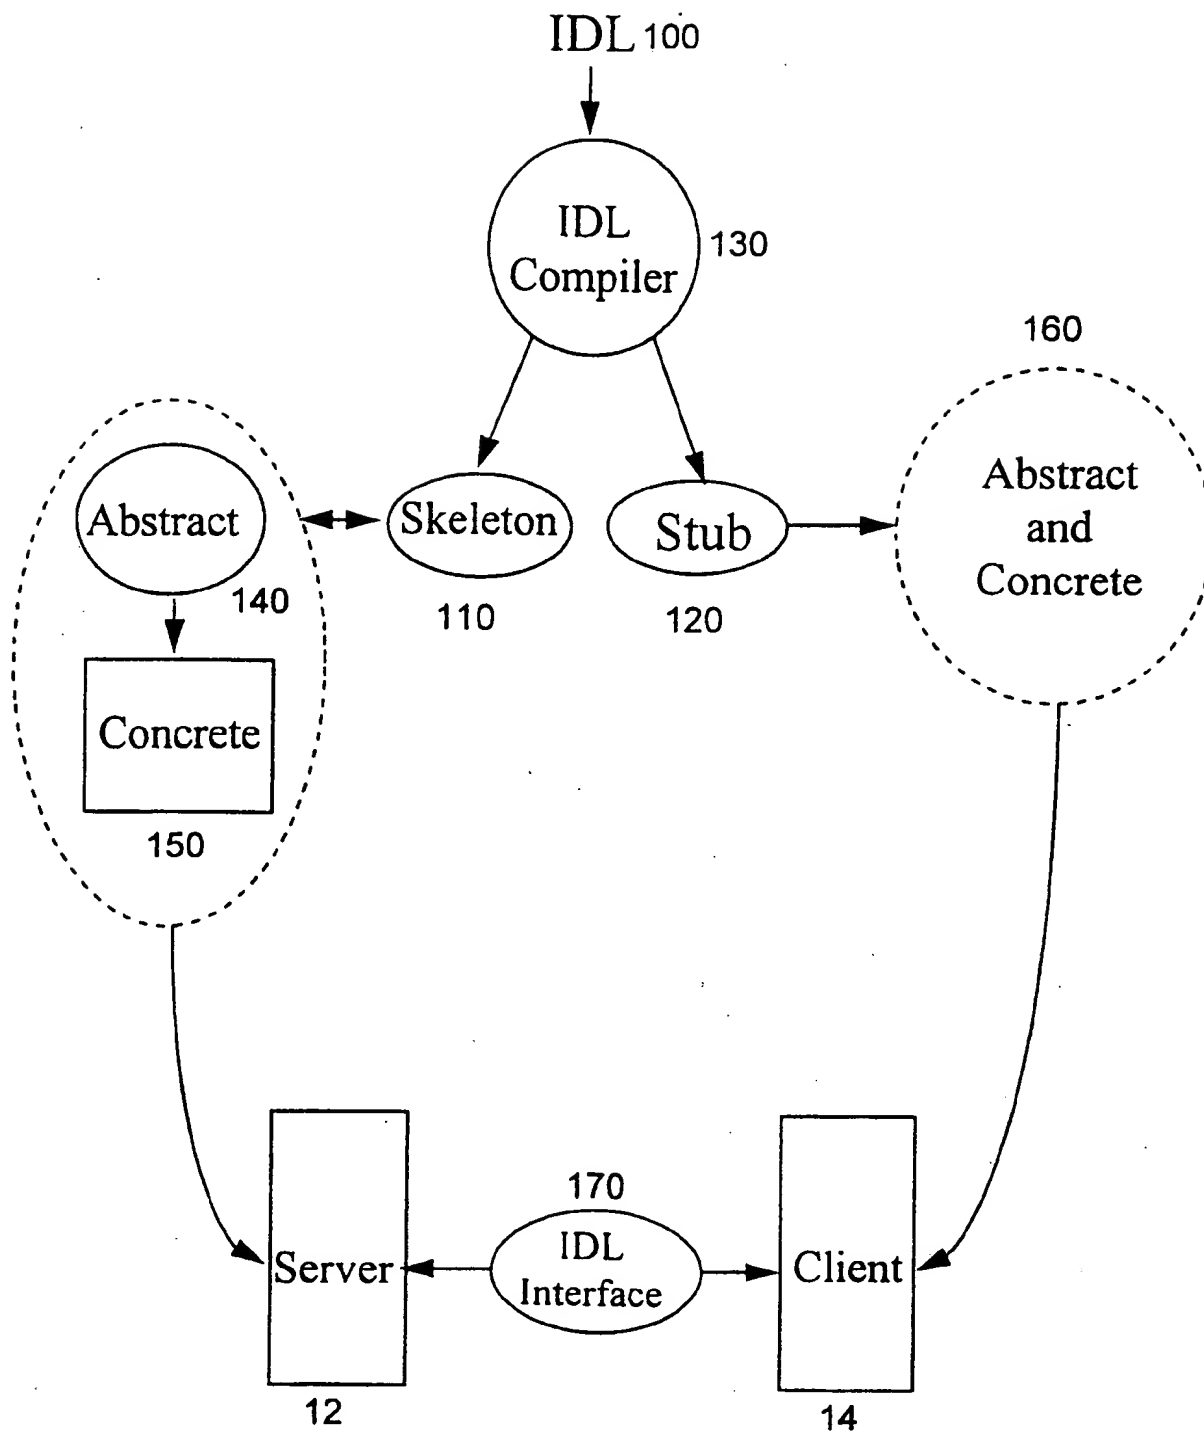 IDL 100
IDL
Compiler
130
160
Abstract
and
Concrete
Abstract
140
Skeleton
110
Stub
120
Concrete
150
170
IDL
Interface
Server
12
Client
14